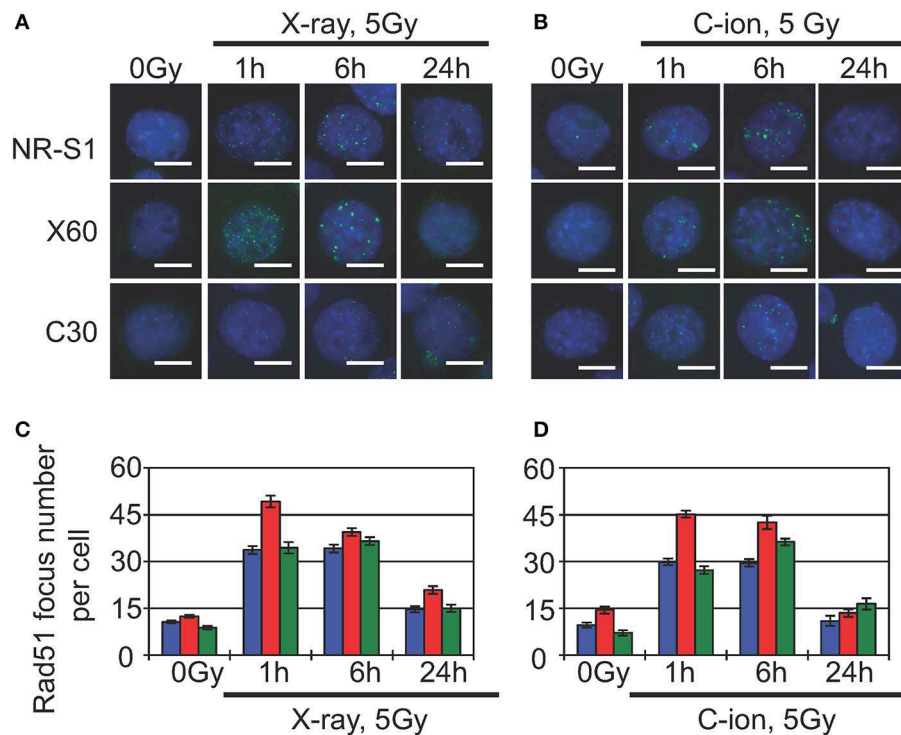 A
X-ray, 5Gy
0Gy 1h 6h 24h
B
C-ion, 5 Gy
0Gy 1h 6h 24h
NR-S1
X60
C30
C
Rad51 focus number
per cell
60
45
30
15
0
0Gy 1h 6h 24h
X-ray, 5Gy
D
60
45
30
15
0
0Gy 1h 6h 24h
C-ion, 5Gy